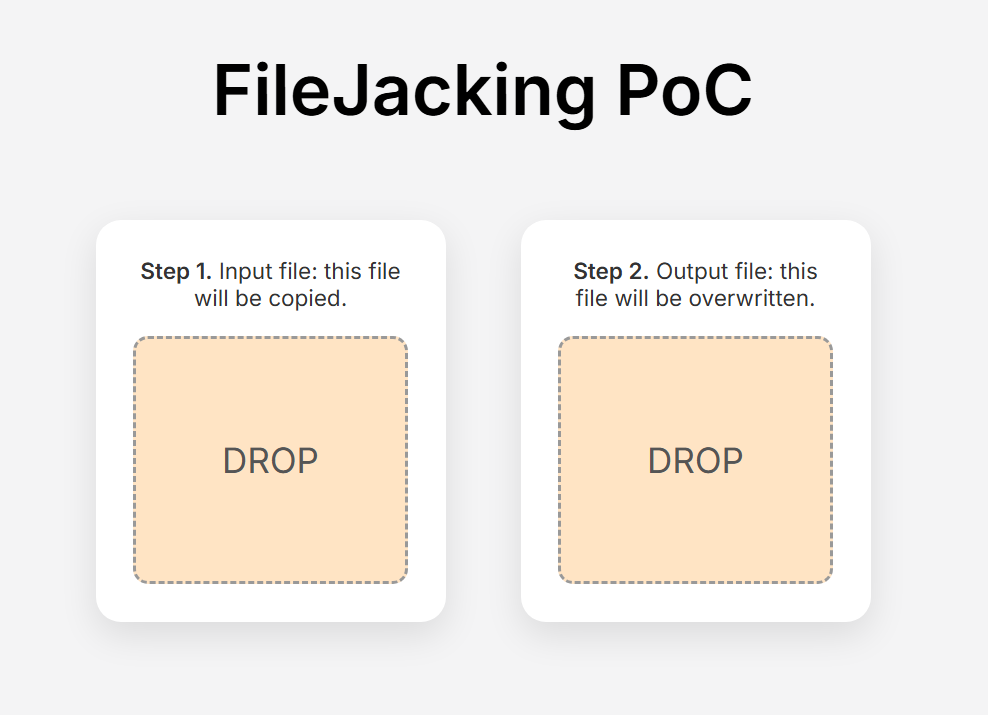 FileJacking PoC
Step 1. Input file: this file
will be copied.
DROP
Step 2. Output file: this
file will be overwritten.
DROP